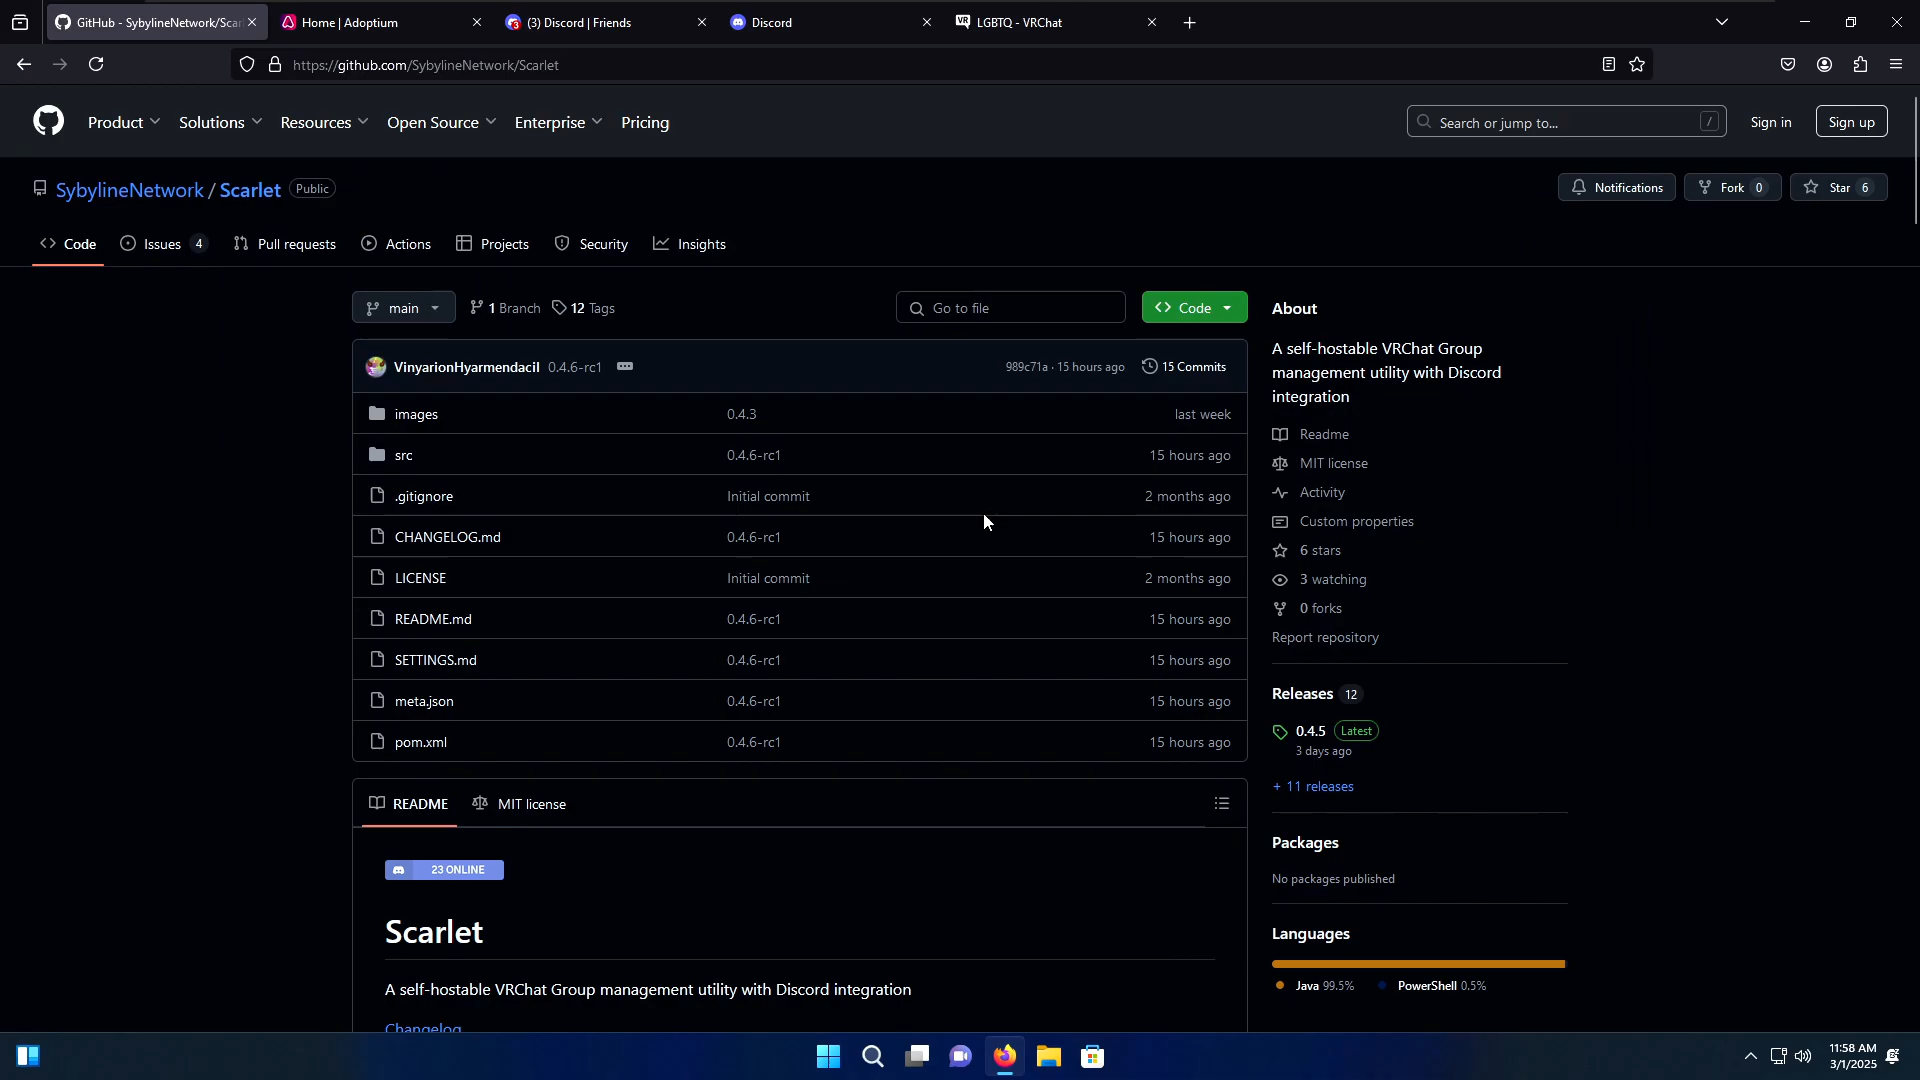 GitHub - SybylineNetwork/Scar
Home | Adoptium
(3) Discord | Friends
Discord
LGBTQ - VRChat
https://github.com/SybylineNetwork/Scarlet
Product
Solutions
Resources
Open Source
Enterprise
Pricing
Search or jump to...
/
Sign in
Sign up
SybylineNetwork / Scarlet
Public
Notifications
Fork 0
Star 6
Code
Issues 4
Pull requests
Actions
Projects
Security
Insights
main
1 Branch
12 Tags
Go to file
Code
VinyarionHyarmendacil 0.4.6-rc1
989c71a · 15 hours ago
15 Commits
images 0.4.3 last week
src 0.4.6-rc1 15 hours ago
.gitignore Initial commit 2 months ago
CHANGELOG.md 0.4.6-rc1 15 hours ago
LICENSE Initial commit 2 months ago
README.md 0.4.6-rc1 15 hours ago
SETTINGS.md 0.4.6-rc1 15 hours ago
meta.json 0.4.6-rc1 15 hours ago
pom.xml 0.4.6-rc1 15 hours ago
README
MIT license
23 ONLINE
Scarlet
A self-hostable VRChat Group management utility with Discord integration
Changelog
About
A self-hostable VRChat Group
management utility with Discord
integration
Readme
MIT license
Activity
Custom properties
6 stars
3 watching
0 forks
Report repository
Releases 12
0.4.5 Latest
3 days ago
+ 11 releases
Packages
No packages published
Languages
Java 99.5%
PowerShell 0.5%
11:58 AM
3/1/2025